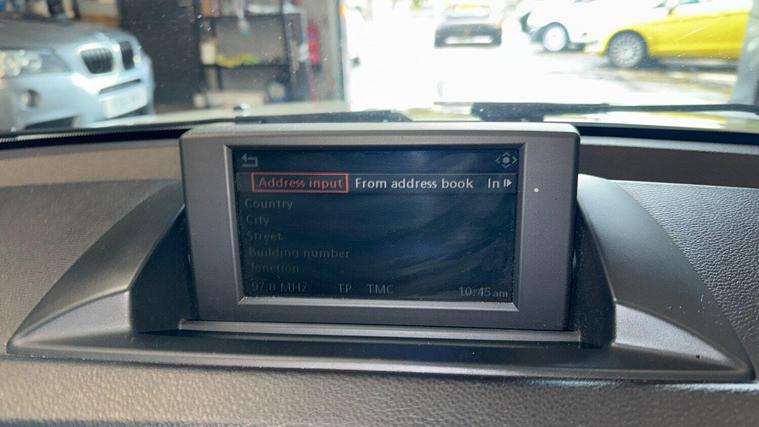 Address input From address book In
Country
City
Street
Building number
Junction
97.8 MHz TP TMC 10:45 am